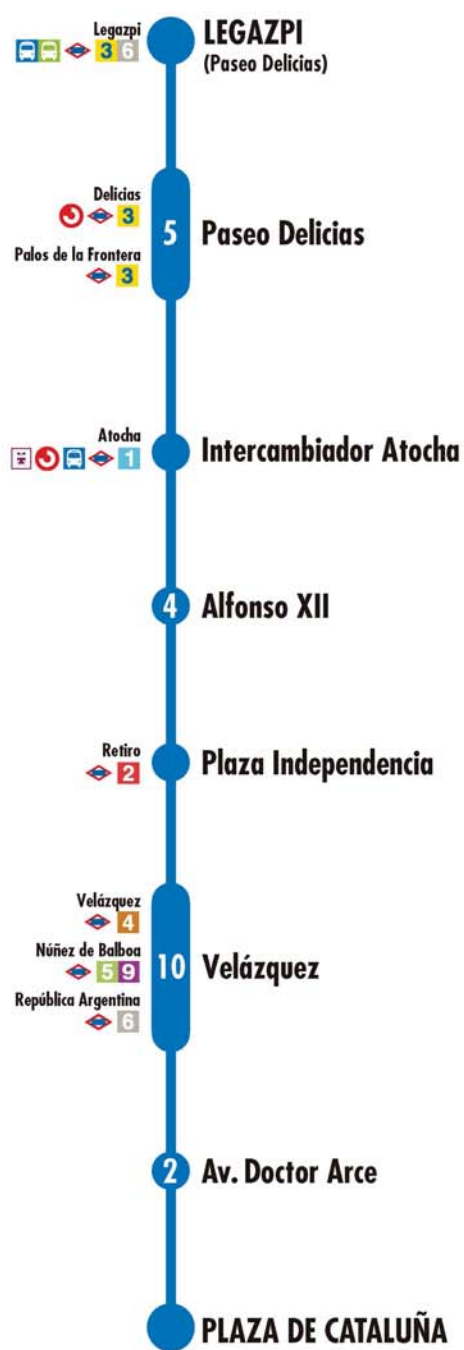 Legazpi
3 6
LEGAZPI
(Paseo Delicias)
Delicias
3
Palos de la Frontera
3
5
Paseo Delicias
Atocha
1
Intercambiador Atocha
4
Alfonso XII
Retiro
2
Plaza Independencia
Velázquez
4
Núñez de Balboa
5 9
República Argentina
6
10
Velázquez
2
Av. Doctor Arce
PLAZA DE CATALUÑA